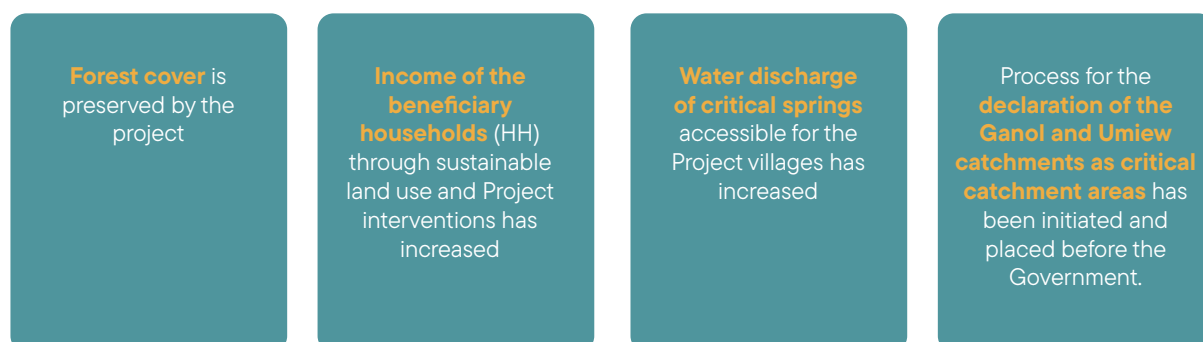 Forest cover is
preserved by the
project
Income of the
beneficiary
households (HH)
through sustainable
land use and Project
interventions has
increased
Water discharge
of critical springs
accessible for the
Project villages has
increased
Process for the
declaration of the
Ganol and Umiew
catchments as critical
catchment areas has
been initiated and
placed before the
Government.